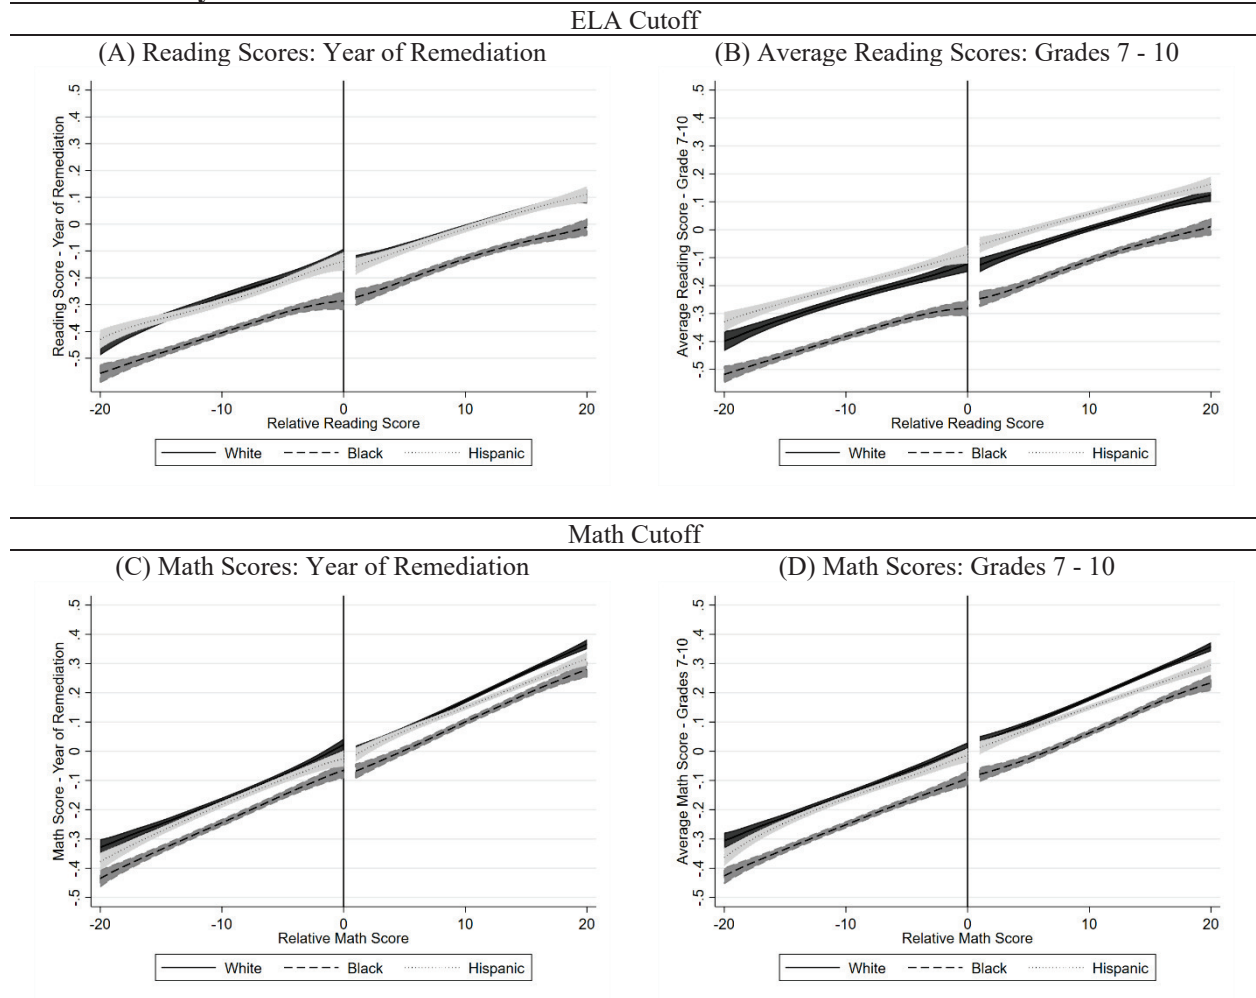 ELA Cutoff
(A) Reading Scores: Year of Remediation
Reading Score - Year of Remediation
.5
.4
.3
.2
.1
0
-.1
-.2
-.3
-.4
-.5
-20 -10 0 10 20
Relative Reading Score
White Black Hispanic
(B) Average Reading Scores: Grades 7 - 10
Average Reading Score - Grade 7-10
.5
.4
.3
.2
.1
0
-.1
-.2
-.3
-.4
-.5
-20 -10 0 10 20
Relative Reading Score
White Black Hispanic
Math Cutoff
(C) Math Scores: Year of Remediation
Math Score - Year of Remediation
.5
.4
.3
.2
.1
0
-.1
-.2
-.3
-.4
-.5
-20 -10 0 10 20
Relative Math Score
White Black Hispanic
(D) Math Scores: Grades 7 - 10
Average Math Score - Grades 7-10
.5
.4
.3
.2
.1
0
-.1
-.2
-.3
-.4
-.5
-20 -10 0 10 20
Relative Math Score
White Black Hispanic